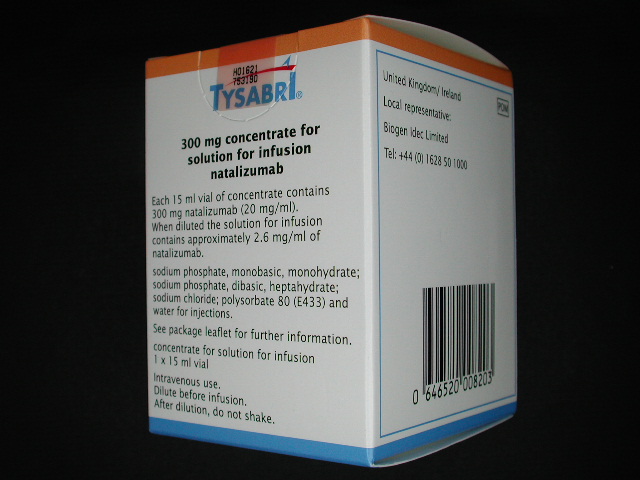 H01621
753190
TYSABRI®
300 mg concentrate for
solution for infusion
natalizumab
Each 15 ml vial of concentrate contains
300 mg natalizumab (20 mg/ml).
When diluted the solution for infusion
contains approximately 2.6 mg/ml of
natalizumab.
sodium phosphate, monobasic, monohydrate;
sodium phosphate, dibasic, heptahydrate;
sodium chloride; polysorbate 80 (E433) and
water for injections.
See package leaflet for further information.
concentrate for solution for infusion
1 x 15 ml vial
Intravenous use.
Dilute before infusion.
After dilution, do not shake.
United Kingdom/ Ireland
Local representative:
Biogen Idec Limited
Tel: +44 (0) 1628 50 1000
POM
0 646520 008203